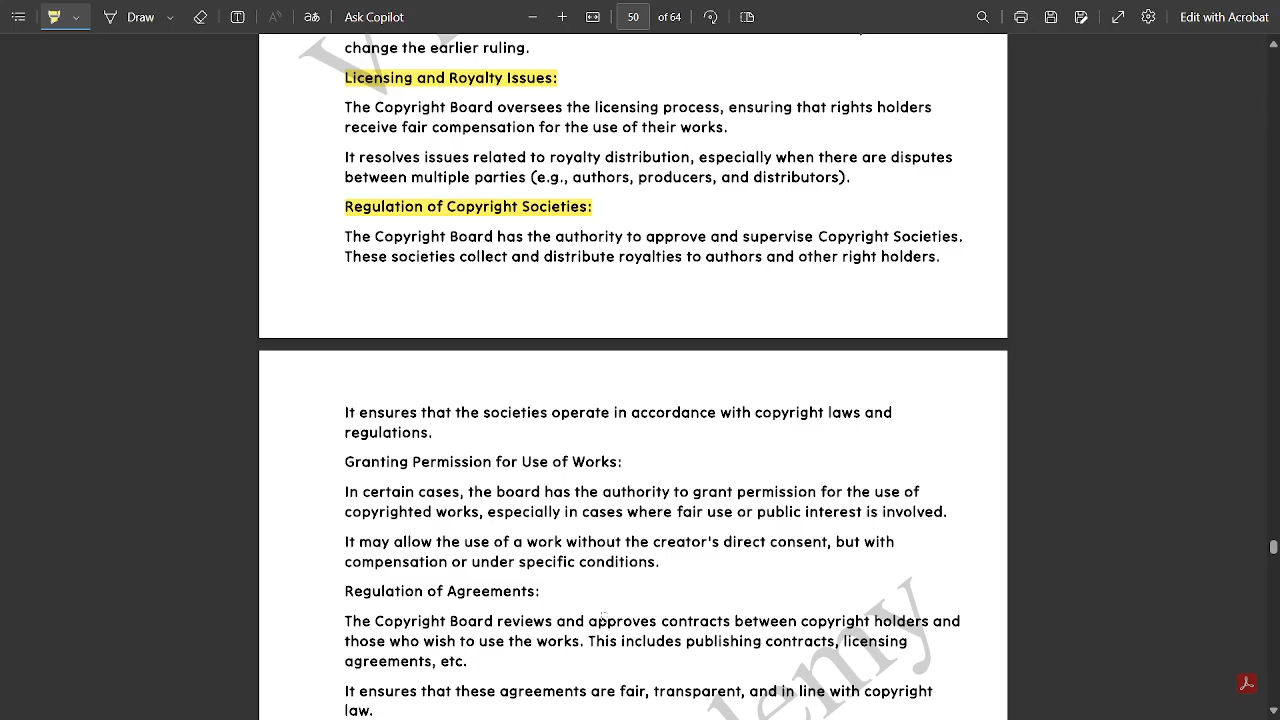 Draw
Ask Copilot
50 of 64
Edit with Acrobat
change the earlier ruling.
Licensing and Royalty Issues:
The Copyright Board oversees the licensing process, ensuring that rights holders
receive fair compensation for the use of their works.
It resolves issues related to royalty distribution, especially when there are disputes
between multiple parties (e.g., authors, producers, and distributors).
Regulation of Copyright Societies:
The Copyright Board has the authority to approve and supervise Copyright Societies.
These societies collect and distribute royalties to authors and other right holders.
It ensures that the societies operate in accordance with copyright laws and
regulations.
Granting Permission for Use of Works:
In certain cases, the board has the authority to grant permission for the use of
copyrighted works, especially in cases where fair use or public interest is involved.
It may allow the use of a work without the creator's direct consent, but with
compensation or under specific conditions.
Regulation of Agreements:
The Copyright Board reviews and approves contracts between copyright holders and
those who wish to use the works. This includes publishing contracts, licensing
agreements, etc.
It ensures that these agreements are fair, transparent, and in line with copyright
law.